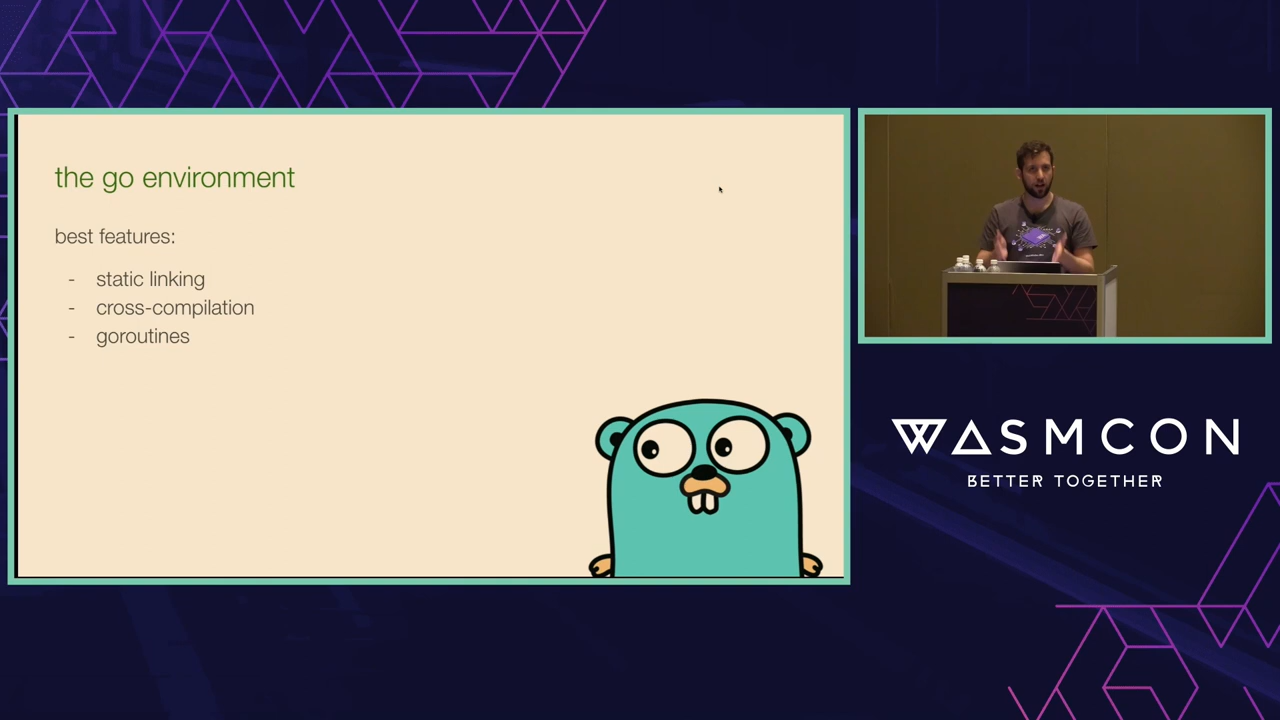 the go environment
best features:
- static linking
- cross-compilation
- goroutines
WASMCON
BETTER TOGETHER